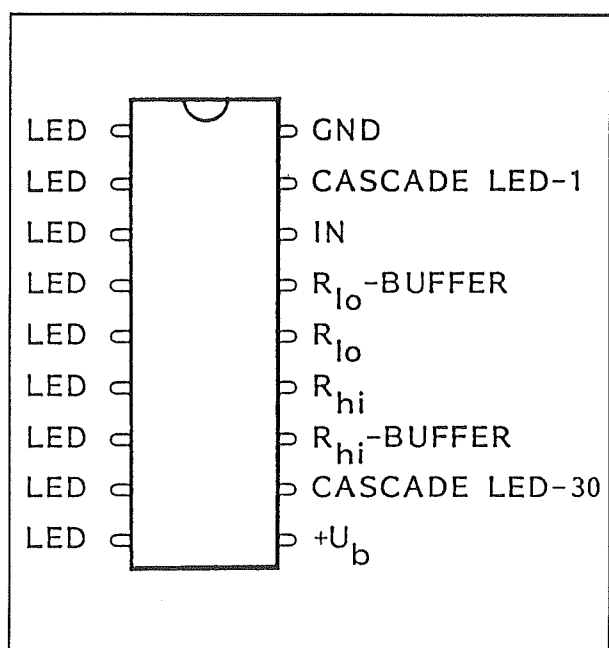 LED GND
LED CASCADE LED-1
LED IN
LED Rlo-BUFFER
LED Rlo
LED Rhi
LED Rhi-BUFFER
LED CASCADE LED-30
LED +Ub